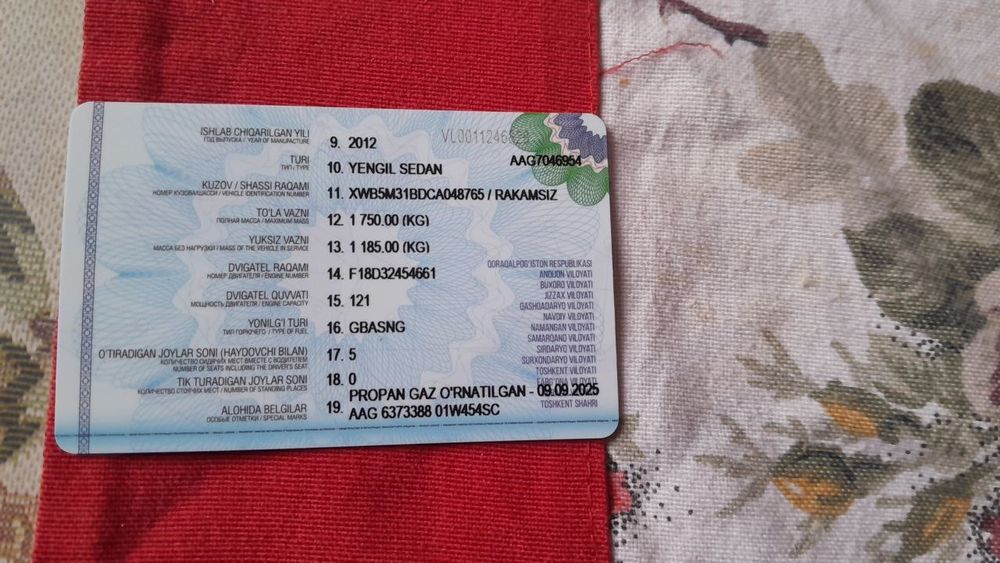 ISHLAB CHIQARILGAN YILI 9. 2012 VL0011246
ГОД ВЫПУСКА / YEAR OF MANUFACTURE
AAG7046954
TURI 10. YENGIL SEDAN
ТИП / TYPE
KUZOV / SHASSI RAQAMI 11. XWB5M31BDCA048765 / RAKAMSIZ
НОМЕР КУЗОВА/ШАССИ / VEHICLE IDENTIFICATION NUMBER
TO'LA VAZNI 12. 1 750.00 (KG)
ПОЛНАЯ МАССА / MAXIMUM MASS
YUKSIZ VAZNI 13. 1 185.00 (KG)
МАССА БЕЗ НАГРУЗКИ / MASS OF THE VEHICLE IN SERVICE
DVIGATEL RAQAMI 14. F18D32454661
НОМЕР ДВИГАТЕЛЯ / ENGINE NUMBER
DVIGATEL QUVVATI 15. 121
МОЩНОСТЬ ДВИГАТЕЛЯ / ENGINE CAPACITY
YONILG'I TURI 16. GBASNG
ТИП ГОРЮЧЕГО / TYPE OF FUEL
O'TIRADIGAN JOYLAR SONI (HAYDOVCHI BILAN) 17. 5
КОЛИЧЕСТВО СИДЯЧИХ МЕСТ ВМЕСТЕ С ВОДИТЕЛЕМ
NUMBER OF SEATS INCLUDING THE DRIVER'S SEAT
TIK TURADIGAN JOYLAR SONI 18. 0
КОЛИЧЕСТВО СТОЯЧИХ МЕСТ / NUMBER OF STANDING PLACES
PROPAN GAZ O'RNATILGAN - 09.09.2025
ALOHIDA BELGILAR 19. AAG 6373388 01W454SC
ОСОБЫЕ ОТМЕТКИ / SPECIAL MARKS
QORAQALPOG'ISTON RESPUBLIKASI
ANDIJON VILOYATI
BUXORO VILOYATI
JIZZAX VILOYATI
QASHQADARYO VILOYATI
NAVOIY VILOYATI
NAMANGAN VILOYATI
SAMARQAND VILOYATI
SIRDARYO VILOYATI
SURXONDARYO VILOYATI
TOSHKENT VILOYATI
FARG'ONA VILOYATI
TOSHKENT SHAHRI